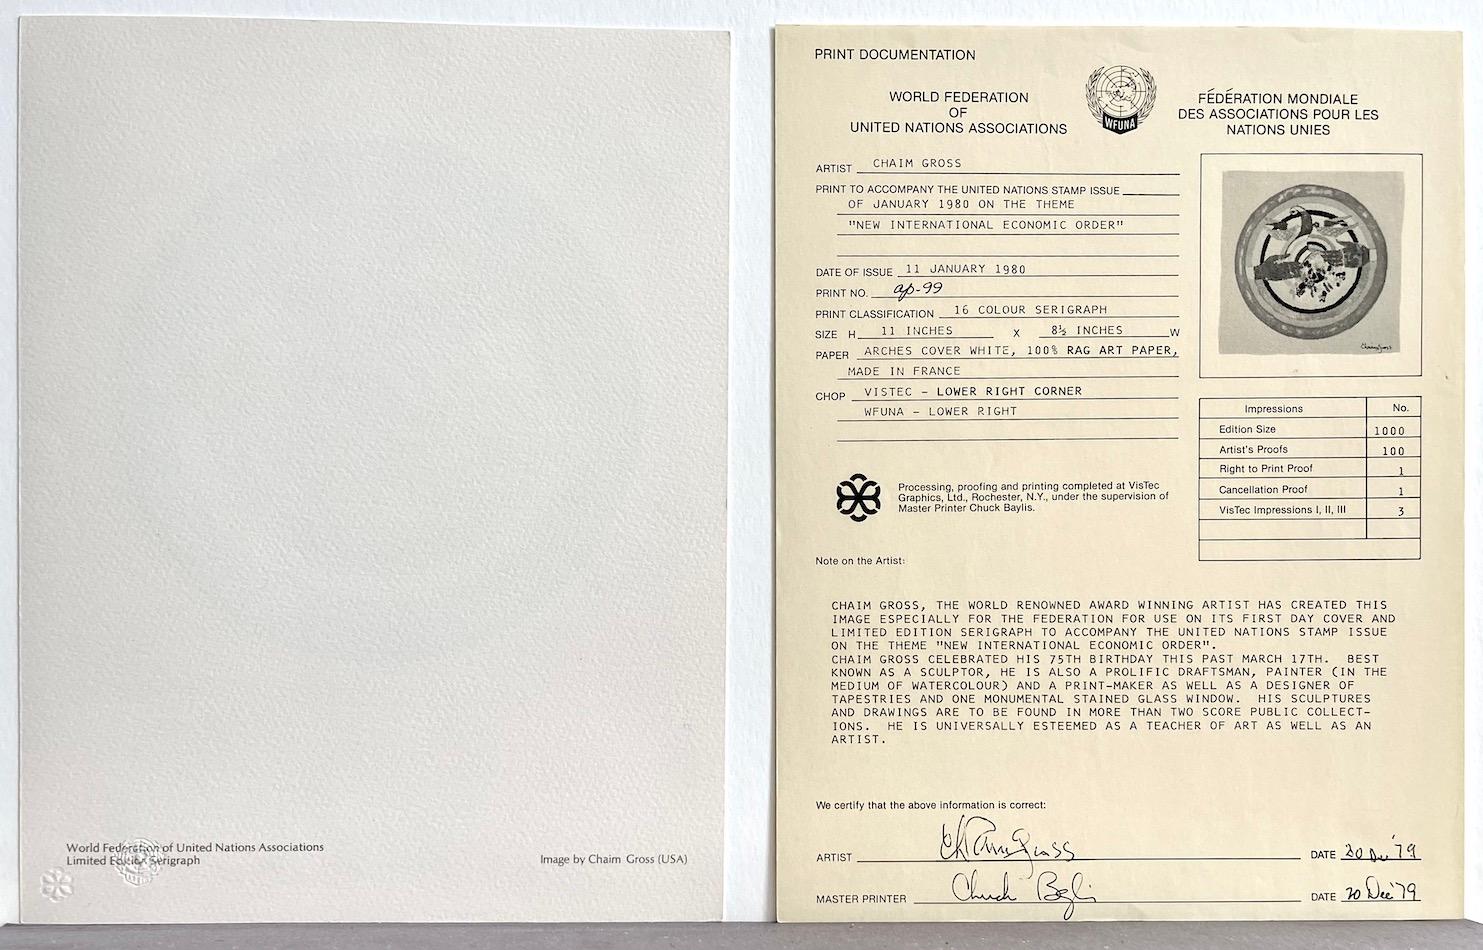 World Federation of United Nations Associations
Limited Edition Serigraph
Image by Chaim Gross (USA)
PRINT DOCUMENTATION
WORLD FEDERATION
OF
UNITED NATIONS ASSOCIATIONS
WFUNA
FÉDÉRATION MONDIALE
DES ASSOCIATIONS POUR LES
NATIONS UNIES
ARTIST CHAIM GROSS
PRINT TO ACCOMPANY THE UNITED NATIONS STAMP ISSUE
OF JANUARY 1980 ON THE THEME
"NEW INTERNATIONAL ECONOMIC ORDER"
DATE OF ISSUE 11 JANUARY 1980
PRINT NO. ap-99
PRINT CLASSIFICATION 16 COLOUR SERIGRAPH
SIZE H 11 INCHES X 8½ INCHES W
PAPER ARCHES COVER WHITE, 100% RAG ART PAPER,
MADE IN FRANCE
CHOP VISTEC - LOWER RIGHT CORNER
WFUNA - LOWER RIGHT
Chaim Gross
Impressions No.
Edition Size 1000
Artist's Proofs 100
Right to Print Proof 1
Cancellation Proof 1
VisTec Impressions I, II, III 3
Processing, proofing and printing completed at VisTec
Graphics, Ltd., Rochester, N.Y., under the supervision of
Master Printer Chuck Baylis.
Note on the Artist:
CHAIM GROSS, THE WORLD RENOWNED AWARD WINNING ARTIST HAS CREATED THIS
IMAGE ESPECIALLY FOR THE FEDERATION FOR USE ON ITS FIRST DAY COVER AND
LIMITED EDITION SERIGRAPH TO ACCOMPANY THE UNITED NATIONS STAMP ISSUE
ON THE THEME "NEW INTERNATIONAL ECONOMIC ORDER".
CHAIM GROSS CELEBRATED HIS 75TH BIRTHDAY THIS PAST MARCH 17TH. BEST
KNOWN AS A SCULPTOR, HE IS ALSO A PROLIFIC DRAFTSMAN, PAINTER (IN THE
MEDIUM OF WATERCOLOUR) AND A PRINT-MAKER AS WELL AS A DESIGNER OF
TAPESTRIES AND ONE MONUMENTAL STAINED GLASS WINDOW. HIS SCULPTURES
AND DRAWINGS ARE TO BE FOUND IN MORE THAN TWO SCORE PUBLIC COLLECT-
IONS. HE IS UNIVERSALLY ESTEEMED AS A TEACHER OF ART AS WELL AS AN
ARTIST.
We certify that the above information is correct:
ARTIST Chaim Gross DATE 20 Dec '79
MASTER PRINTER Chuck Baylis DATE 20 Dec '79